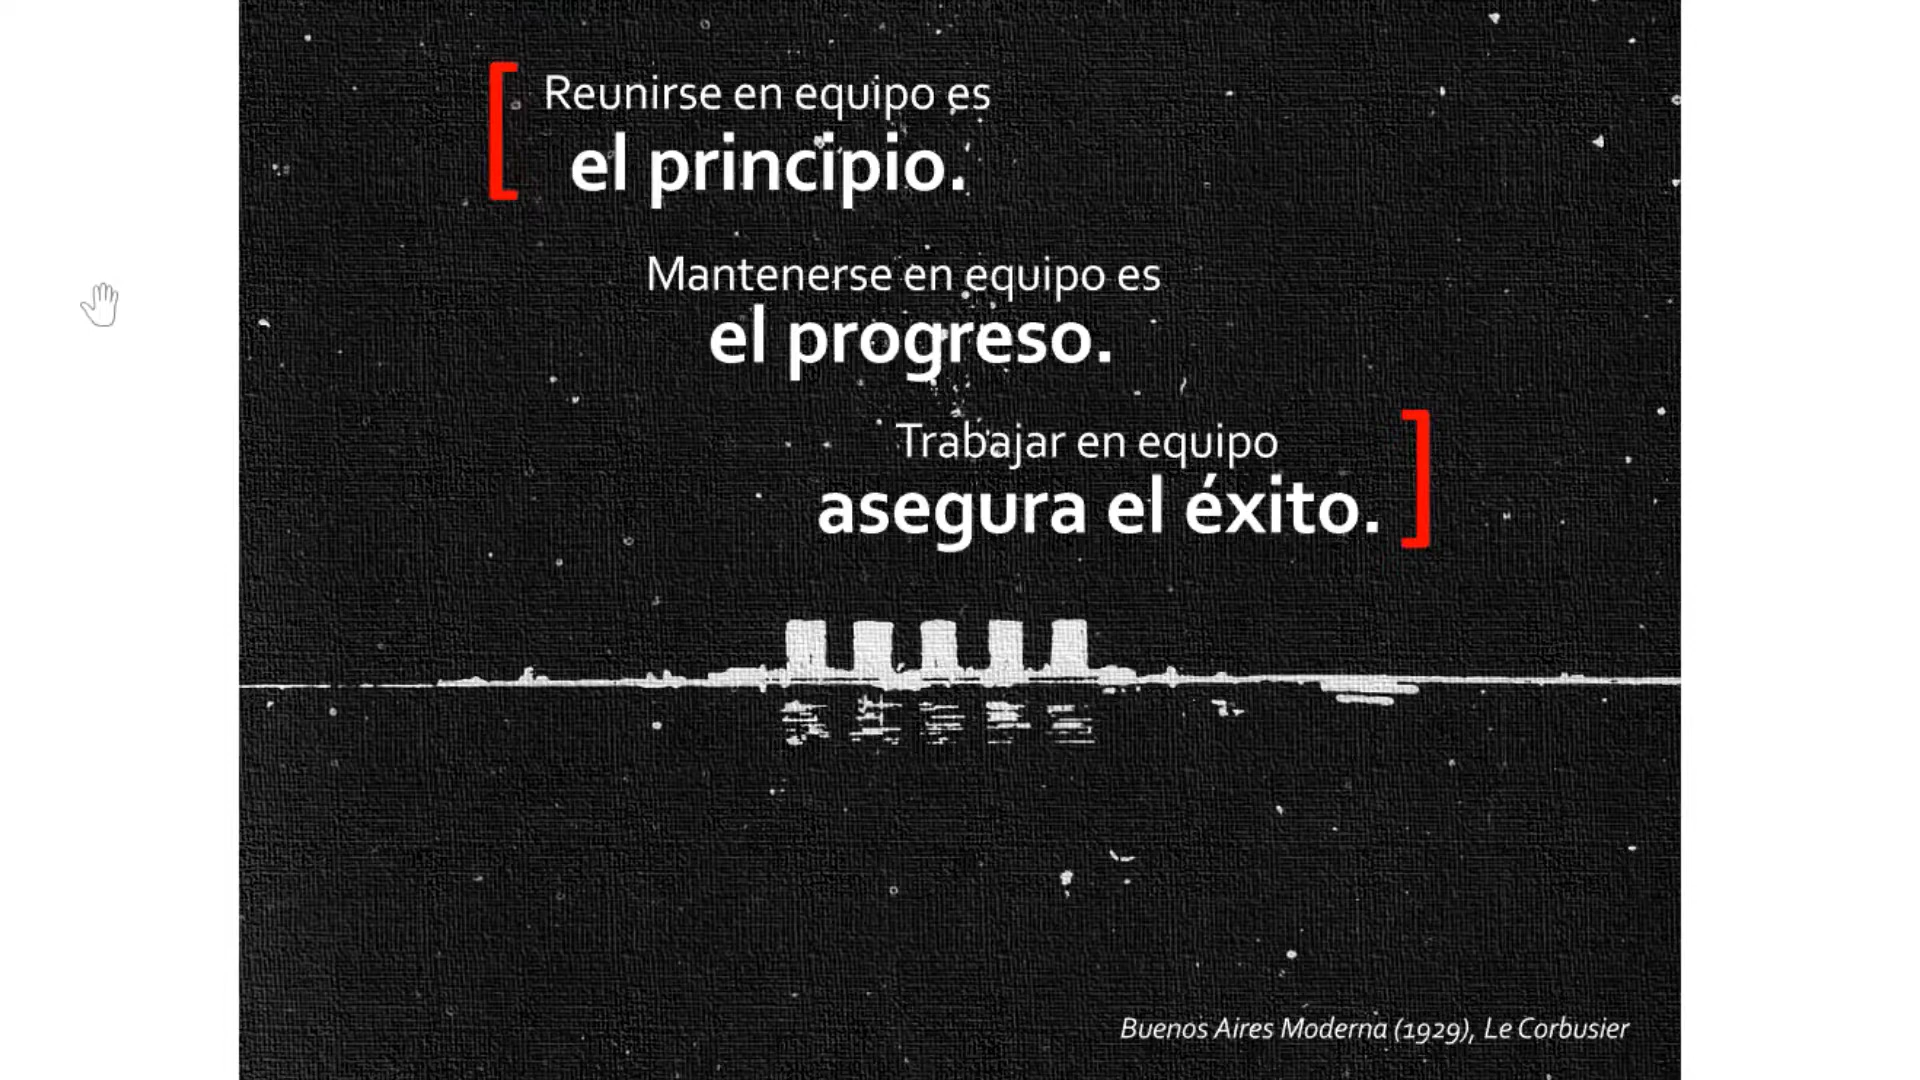 Reunirse en equipo es
el principio.
Mantenerse en equipo es
el progreso.
Trabajar en equipo
asegura el éxito.
Buenos Aires Moderna (1929), Le Corbusier